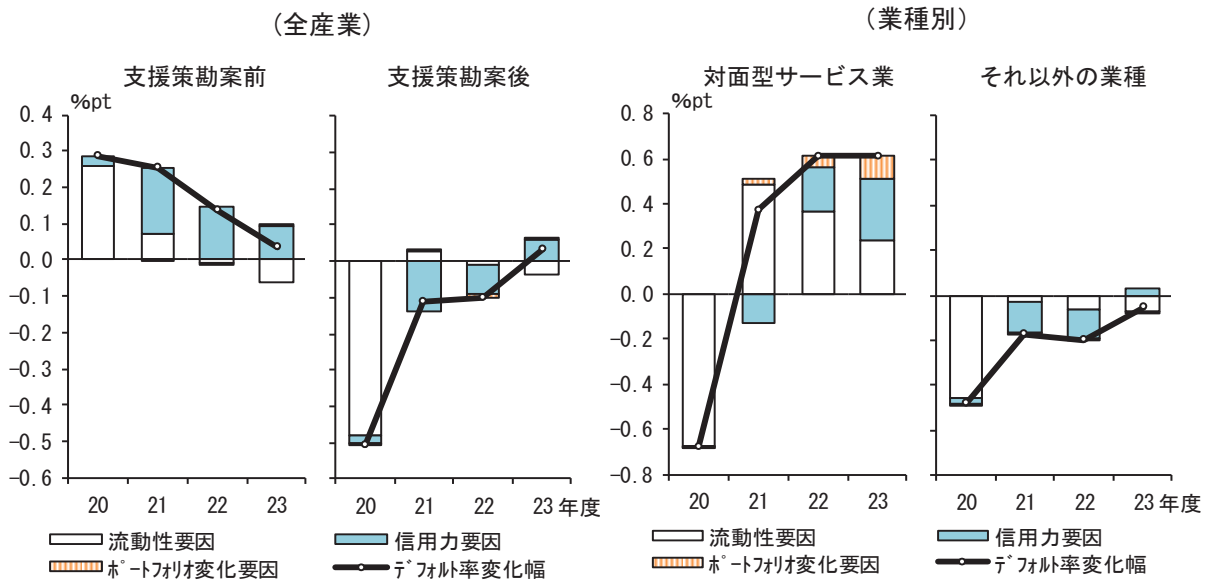 (全産業)
(業種別)
支援策勘案前
支援策勘案後
対面型サービス業
それ以外の業種
%pt
0.4
0.3
0.2
0.1
0.0
-0.1
-0.2
-0.3
-0.4
-0.5
-0.6
20 21 22 23
20 21 22 23 年度
%pt
0.8
0.6
0.4
0.2
0.0
-0.2
-0.4
-0.6
-0.8
20 21 22 23
20 21 22 23 年度
流動性要因
信用力要因
ﾎﾟｰﾄﾌｫﾘｵ変化要因
ﾃﾞﾌｫﾙﾄ率変化幅
流動性要因
信用力要因
ﾎﾟｰﾄﾌｫﾘｵ変化要因
ﾃﾞﾌｫﾙﾄ率変化幅